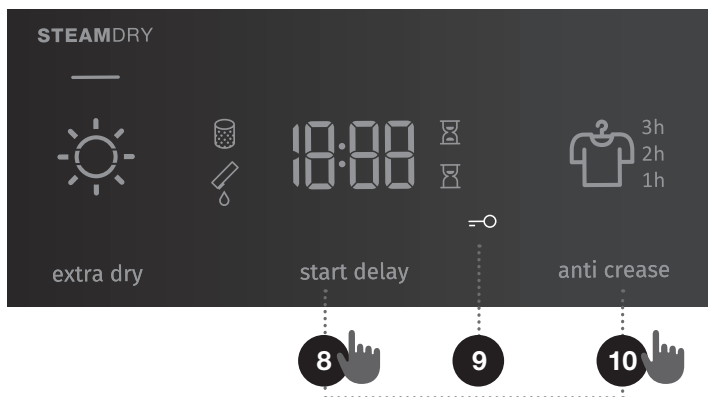 STEAMDRY
18:88
3h
2h
1h
extra dry
start delay
anti crease
8
9
10